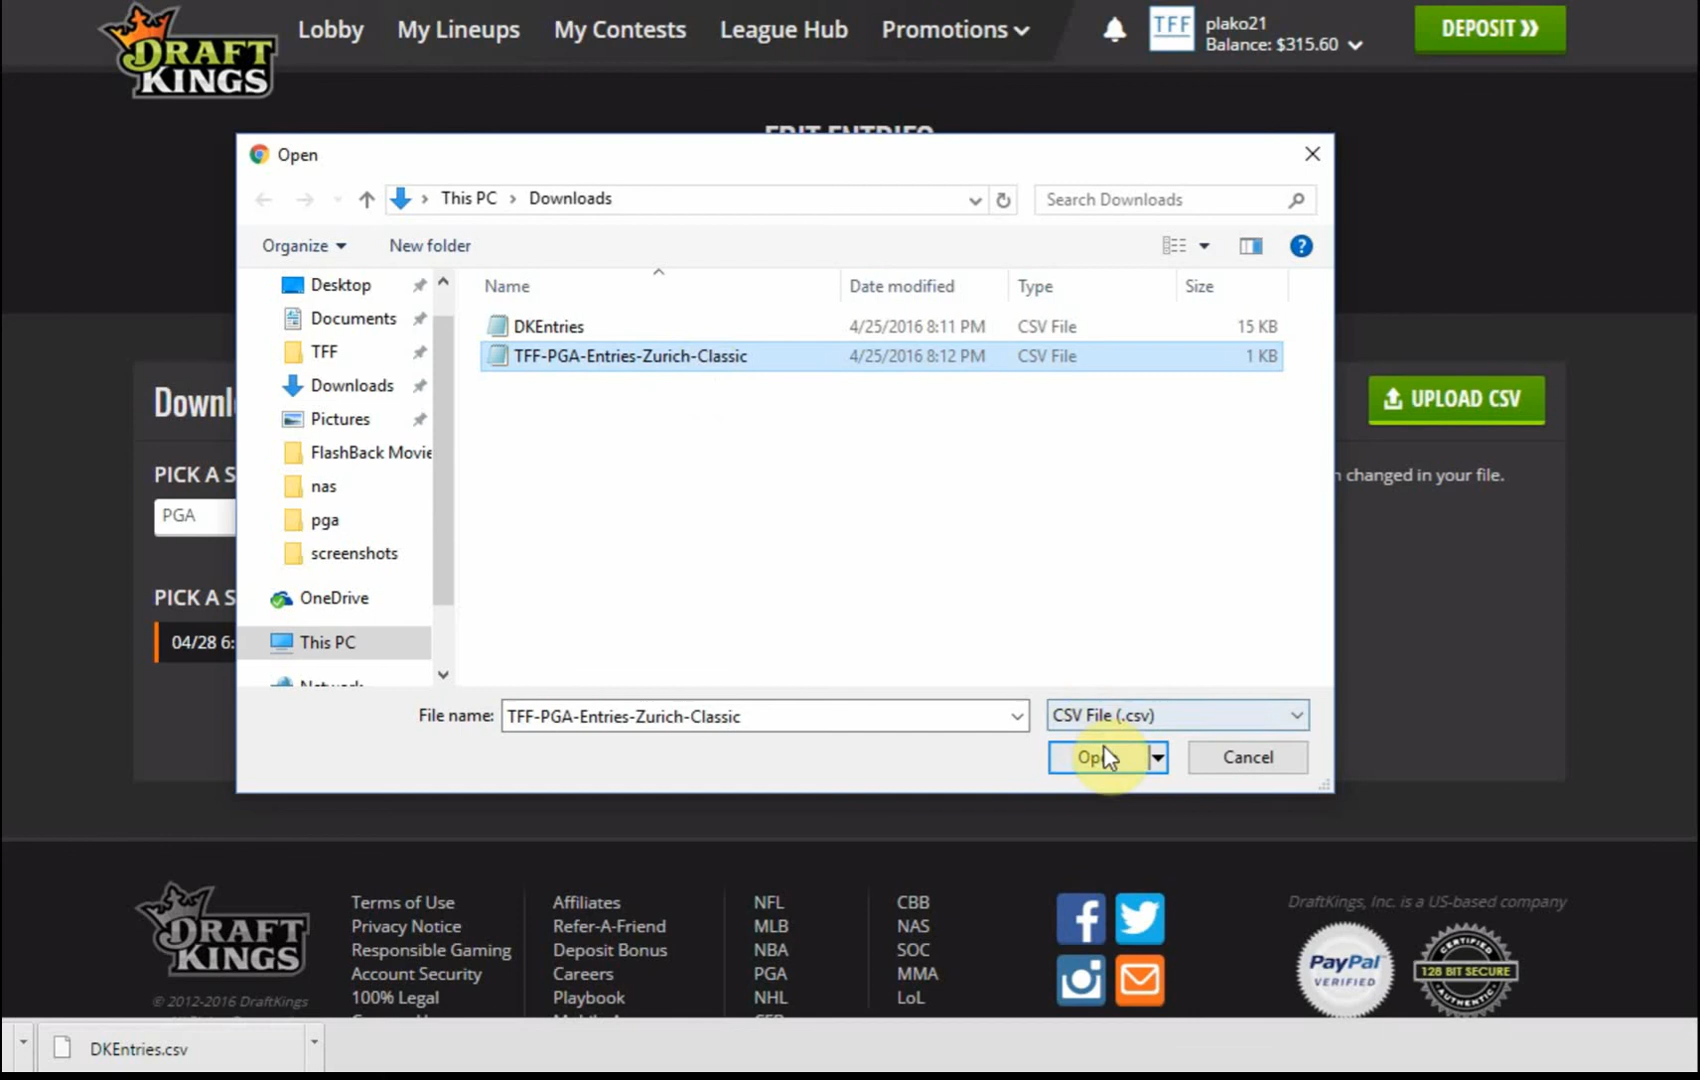 DRAFT
KINGS
Lobby
My Lineups
My Contests
League Hub
Promotions
TFF
plako21
Balance: $315.60
DEPOSIT
EDIT ENTRIES
Open
This PC
Downloads
Search Downloads
Organize
New folder
?
Desktop
Documents
TFF
Downloads
Pictures
FlashBack Movie
nas
pga
screenshots
OneDrive
This PC
Network
Name
Date modified
Type
Size
DKEntries
4/25/2016 8:11 PM
CSV File
15 KB
TFF-PGA-Entries-Zurich-Classic
4/25/2016 8:12 PM
CSV File
1 KB
File name:
TFF-PGA-Entries-Zurich-Classic
CSV File (.csv)
Open
Cancel
Downl
PICK A S
PGA
PICK A S
04/28 6:
UPLOAD CSV
changed in your file.
DRAFT
KINGS
© 2012-2016 DraftKings
Terms of Use
Privacy Notice
Responsible Gaming
Account Security
100% Legal
Affiliates
Refer-A-Friend
Deposit Bonus
Careers
Playbook
NFL
MLB
NBA
PGA
NHL
CBB
NAS
SOC
MMA
LoL
DraftKings, Inc. is a US-based company
PayPal
VERIFIED
CERTIFIED
128 BIT SECURE
AUTHENTIC
DKEntries.csv